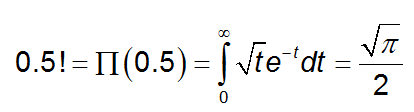 0.5! = ∏(0.5) = ∫₀^∞ √t e^{-t} dt = √π / 2